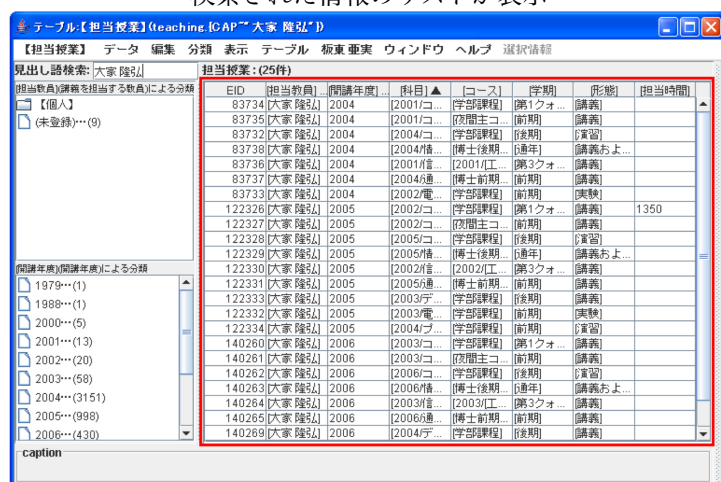 検索された情報のリストが表示
テーブル:【担当授業】(teaching.[CAP~"大家 隆弘"])
【担当授業】 データ 編集 分類 表示 テーブル 板東 亜実 ウィンドウ ヘルプ 選択情報
見出し語検索: 大家 隆弘
担当授業 : (25件)
[担当教員](講義を担当する教員)による分類
【個人】
(未登録)…(9)
[開講年度](開講年度)による分類
1979…(1)
1988…(1)
2000…(5)
2001…(13)
2002…(20)
2003…(58)
2004…(3151)
2005…(998)
2006…(430)
EID [担当教員]... [開講年度]... [科目]▲ [コース] [学期] [形態] [担当時間]
83734 [大家 隆弘] 2004 [2001/コ... [学部課程] [第1クォ... [講義]
83735 [大家 隆弘] 2004 [2001/コ... [夜間主コ... [前期] [講義]
83732 [大家 隆弘] 2004 [2004/コ... [学部課程] [後期] [演習]
83738 [大家 隆弘] 2004 [2004/情... [博士後期... [通年] [講義およ...
83736 [大家 隆弘] 2004 [2001/信... [2001/[工... [第3クォ... [講義]
83737 [大家 隆弘] 2004 [2004/通... [博士前期... [前期] [講義]
83733 [大家 隆弘] 2004 [2002/電... [学部課程] [前期] [実験]
122326 [大家 隆弘] 2005 [2002/コ... [学部課程] [第1クォ... [講義] 1350
122327 [大家 隆弘] 2005 [2002/コ... [夜間主コ... [前期] [講義]
122328 [大家 隆弘] 2005 [2005/コ... [学部課程] [後期] [演習]
122329 [大家 隆弘] 2005 [2005/情... [博士後期... [通年] [講義およ...
122330 [大家 隆弘] 2005 [2002/信... [2002/[工... [第3クォ... [講義]
122331 [大家 隆弘] 2005 [2005/通... [博士前期... [前期] [講義]
122333 [大家 隆弘] 2005 [2003/デ... [学部課程] [後期] [講義]
122332 [大家 隆弘] 2005 [2003/電... [学部課程] [前期] [実験]
122334 [大家 隆弘] 2005 [2004/プ... [学部課程] [前期] [演習]
140260 [大家 隆弘] 2006 [2003/コ... [学部課程] [第1クォ... [講義]
140261 [大家 隆弘] 2006 [2003/コ... [夜間主コ... [前期] [講義]
140262 [大家 隆弘] 2006 [2006/コ... [学部課程] [後期] [演習]
140263 [大家 隆弘] 2006 [2006/情... [博士後期... [通年] [講義およ...
140264 [大家 隆弘] 2006 [2003/信... [2003/[工... [第3クォ... [講義]
140265 [大家 隆弘] 2006 [2006/通... [博士前期... [前期] [講義]
140269 [大家 隆弘] 2006 [2004/デ... [学部課程] [後期] [講義]
caption